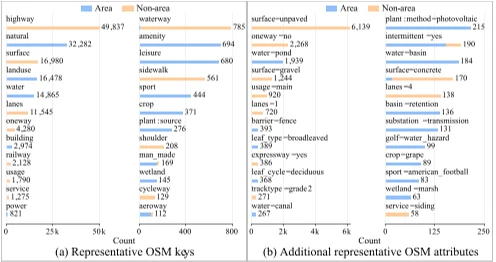 Area Non-area Area Non-area
highway
49,837
natural
32,282
surface
16,980
landuse
16,478
water
14,865
lanes
11,545
oneway
4,280
building
2,974
railway
2,128
usage
1,790
service
1,275
power
821
0 25k 50k
waterway
785
amenity
694
leisure
680
sidewalk
561
sport
444
crop
371
plant:source
276
shoulder
208
man_made
169
wetland
145
cycleway
129
aeroway
112
0 400 800
Count
(a) Representative OSM keys
surface=unpaved
6,139
oneway=no
2,268
water=pond
1,939
surface=gravel
1,244
usage=main
920
lanes=1
720
barrier=fence
393
leaf_type=broadleaved
389
expressway=yes
386
leaf_cycle=deciduous
368
tracktype=grade2
271
water=canal
267
0 2k 4k 6k
plant:method=photovoltaic
215
intermittent=yes
190
water=basin
184
surface=concrete
170
lanes=4
138
basin=retention
136
substation=transmission
131
golf=water_hazard
99
crop=grape
89
sport=american_football
83
wetland=marsh
63
service=siding
58
0 125 250
Count
(b) Additional representative OSM attributes